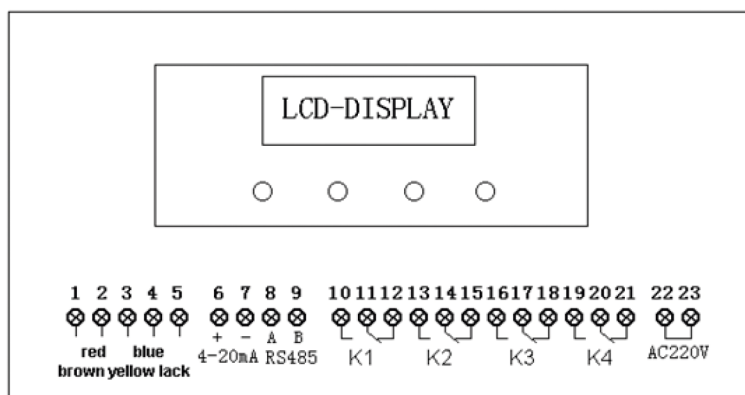 LCD-DISPLAY
1 2 3 4 5 6 7 8 9 10 11 12 13 14 15 16 17 18 19 20 21 22 23
+ − A B
red blue 4-20mA RS485 K1 K2 K3 K4 AC220V
brown yellow lack